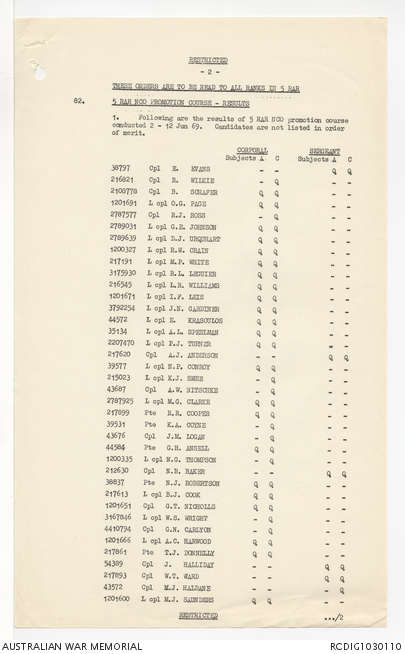 RESTRICTED
- 2 -
THESE ORDERS ARE TO BE READ TO ALL RANKS IN 5 RAR
82. 5 RAR NCO PROMOTION COURSE - RESULTS
1. Following are the results of 5 RAR NCO promotion course
conducted 2 - 12 Jun 69. Candidates are not listed in order
of merit.
CORPORAL SERGEANT
Subjects A C Subjects A C
38797 Cpl E. EVANS Q Q
216821 Cpl R. WILKIE - Q - -
2108778 Cpl B. SCHAFER Q Q - -
1201691 L cpl O.G. PAGE Q Q - -
2787577 Cpl R.J. ROSS - Q - -
2789031 L cpl G.E. JOHNSON Q Q - -
2789639 L cpl D.J. URQUHART Q Q - -
1200327 L cpl R.W. CRAIN Q Q - -
217191 L cpl M.P. WHITE Q Q - -
3175930 L cpl R.L. LEGUIER Q Q - -
216545 L cpl L.R. WILLIAMS Q Q - -
1201671 L cpl I.F. LEIS Q Q - -
3792254 L cpl J.N. GARDINER Q Q - -
44572 L cpl E. KRAGOULOS Q Q - -
35134 L cpl A.L. SPEELMAN Q Q - -
2207470 L cpl P.J. TURNER Q Q - -
217620 Cpl A.J. ANDERSON - - Q Q
39577 L cpl N.P. CONROY Q Q - -
215023 L cpl K.J. - Q - -
43687 Cpl A.W. NITSCHKE - Q - -
2787925 L cpl M.G. CLARKE Q Q - -
217899 Pte R.R. COOPER Q Q - -
39531 Pte K.A. COYNE - Q - -
43676 Cpl J.M. LOGAN - Q - -
44584 Pte G.H. ANSELL Q Q - -
1200335 L cpl N.G. THOMPSON - Q - -
212630 Cpl N.B. BAKER - - Q Q
38837 Pte N.J. ROBERTSON Q Q - -
217613 L cpl B.J. COOK Q Q - -
1201651 Cpl G.T. NICHOLLS Q Q - -
3167846 L cpl W.S. WRIGHT - Q - -
4410794 Cpl G.N. CARLYON - Q - -
1201666 L cpl A.C. HARWOOD Q Q - -
217861 Pte T.J. DONNELLY Q Q - -
54389 Cpl J. HALLIDAY - - Q Q
217893 Cpl W.T. WARD - - Q Q
43572 Cpl M.J. HALDANE - - - Q
1201600 L cpl M.J. SAUNDERS Q Q - -
RESTRICTED .../2
AUSTRALIAN WAR MEMORIAL RCDIG1030110